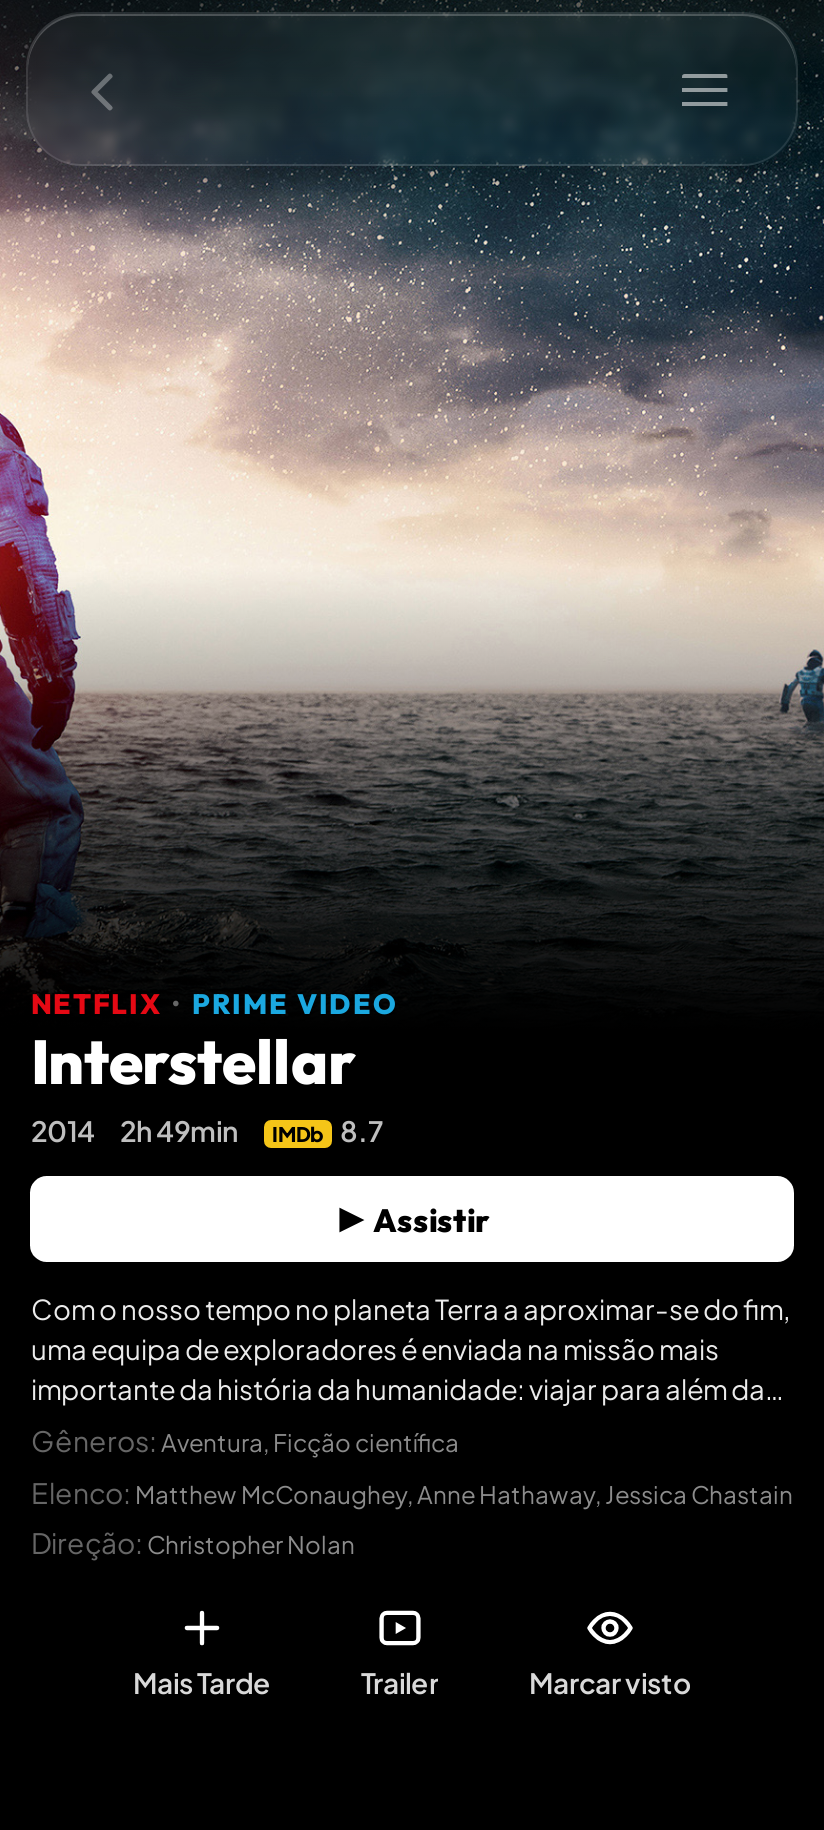 NETFLIX • PRIME VIDEO
Interstellar
2014 2h 49min IMDb 8.7
Assistir
Com o nosso tempo no planeta Terra a aproximar-se do fim,
uma equipa de exploradores é enviada na missão mais
importante da história da humanidade: viajar para além da...
Gêneros: Aventura, Ficção científica
Elenco: Matthew McConaughey, Anne Hathaway, Jessica Chastain
Direção: Christopher Nolan
Mais Tarde Trailer Marcar visto